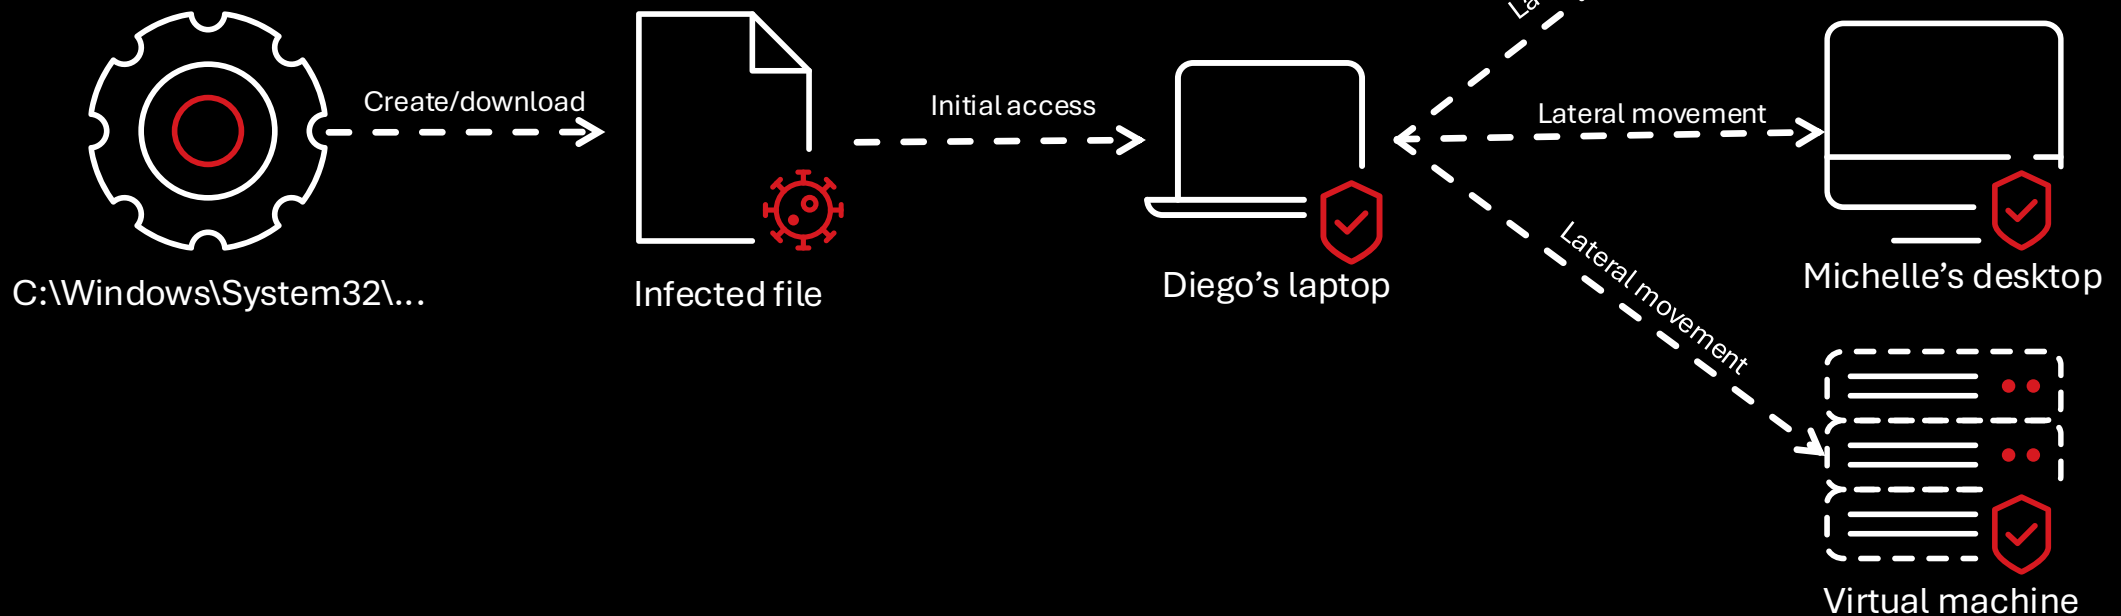 Create/download
Initial access
Lateral movement
Lateral movement
C:\Windows\System32\...
Infected file
Diego’s laptop
Michelle’s desktop
Virtual machine